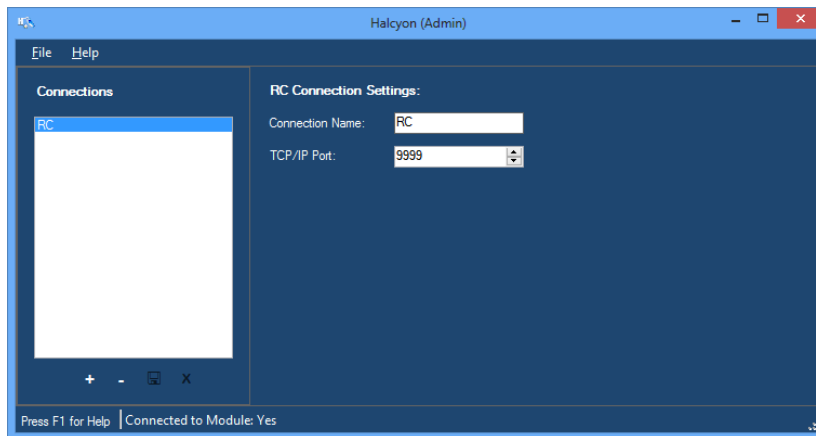 Halcyon (Admin)
File Help
Connections
RC
+ - X
RC Connection Settings:
Connection Name: RC
TCP/IP Port: 9999
Press F1 for Help Connected to Module: Yes